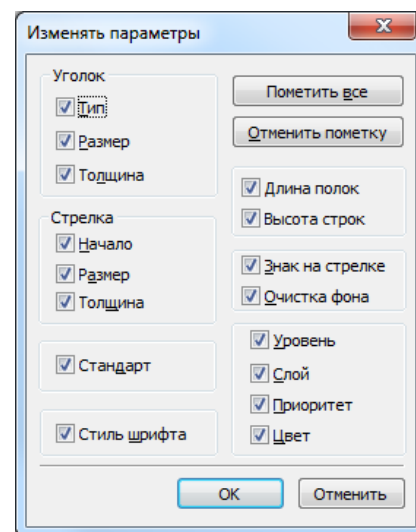 Изменять параметры
Уголок
Тип
Размер
Толщина
Стрелка
Начало
Размер
Толщина
Стандарт
Стиль шрифта
Пометить все
Отменить пометку
Длина полок
Высота строк
Знак на стрелке
Очистка фона
Уровень
Слой
Приоритет
Цвет
ОК
Отменить